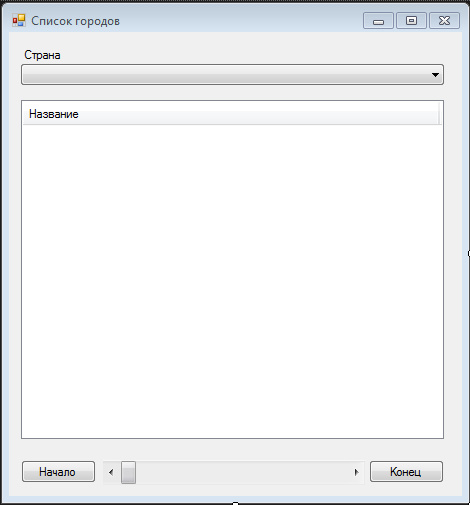 Список городов
Страна
Название
Начало
Конец